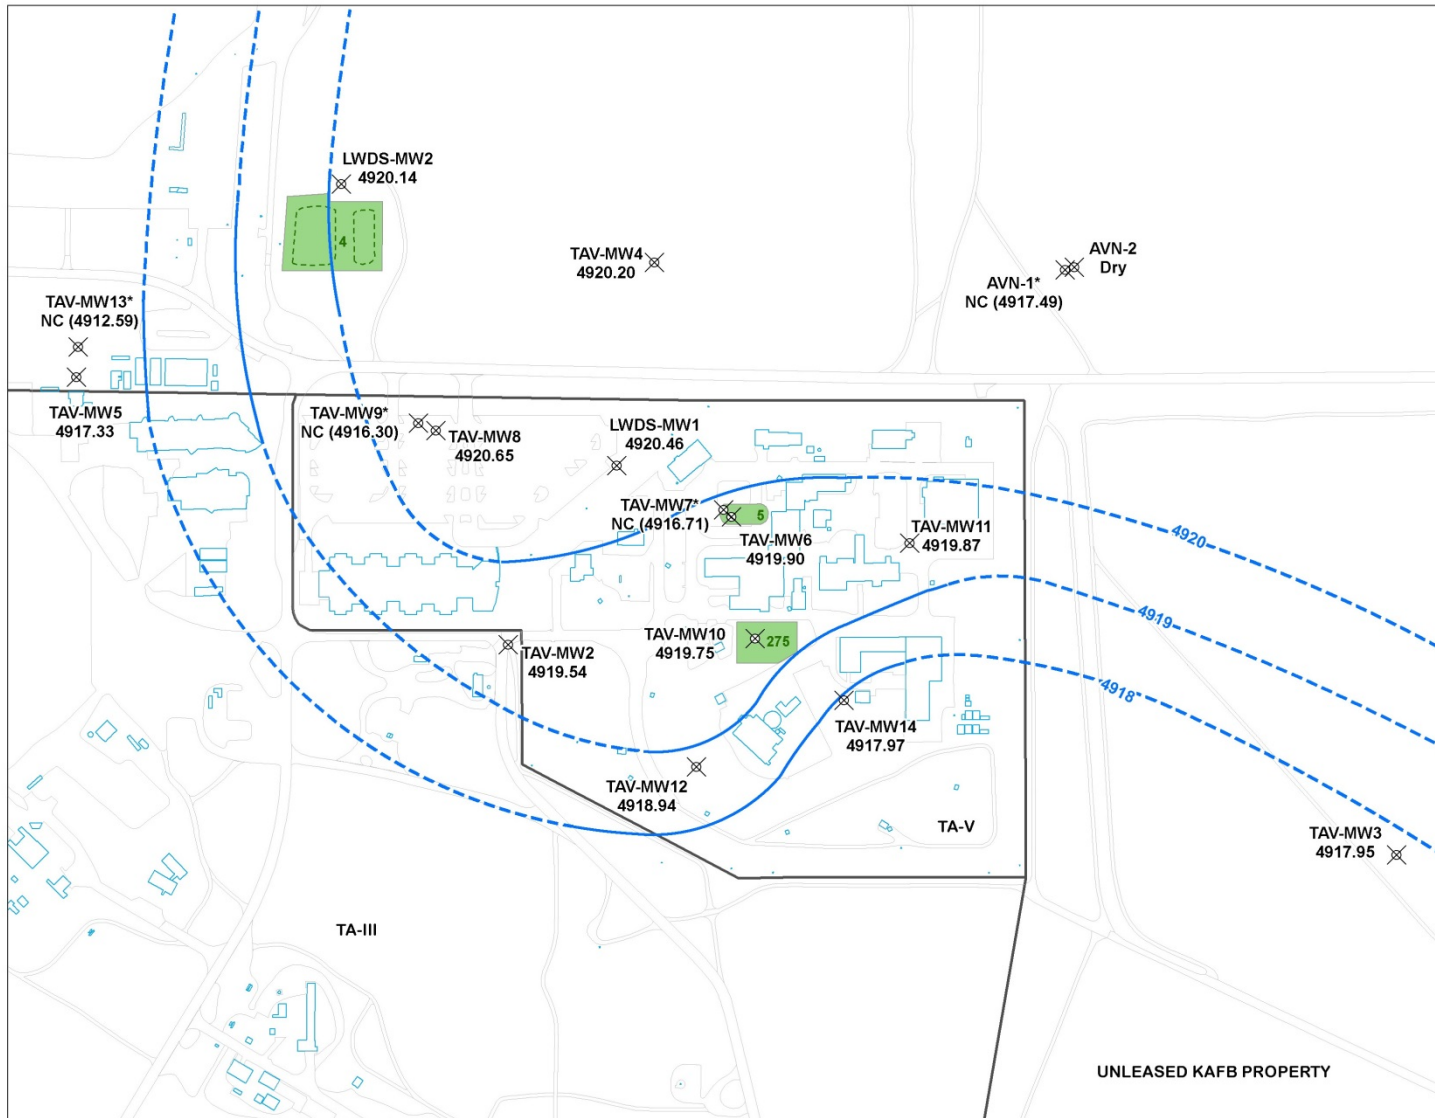 LWDS-MW2
4920.14
4
TAV-MW4
4920.20
AVN-2
Dry
AVN-1*
NC (4917.49)
TAV-MW13*
NC (4912.59)
TAV-MW5
4917.33
TAV-MW9*
NC (4916.30)
TAV-MW8
4920.65
LWDS-MW1
4920.46
TAV-MW7*
NC (4916.71)
5
TAV-MW6
4919.90
TAV-MW11
4919.87
4920
4919
4918
TAV-MW10
4919.75
275
TAV-MW2
4919.54
TAV-MW14
4917.97
TAV-MW12
4918.94
TA-V
TAV-MW3
4917.95
TA-III
UNLEASED KAFB PROPERTY